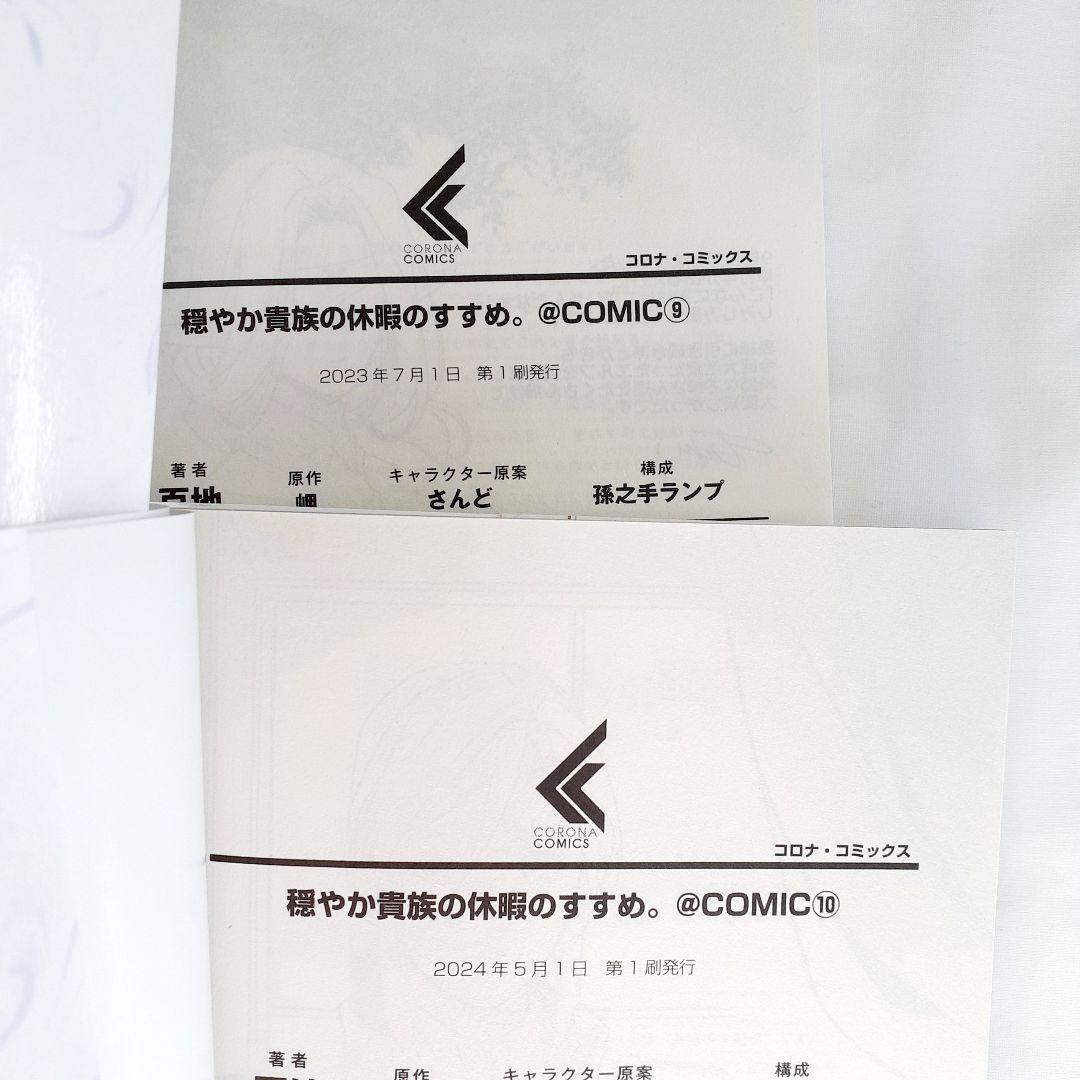 CORONA
COMICS
コロナ・コミックス
穏やか貴族の休暇のすすめ。@COMIC⑨
2023年7月1日 第1刷発行
著者 原作 キャラクター原案 構成
百地 岬 さんど 孫之手ランプ
CORONA
COMICS
コロナ・コミックス
穏やか貴族の休暇のすすめ。@COMIC⑩
2024年5月1日 第1刷発行
著者 原作 キャラクター原案 構成